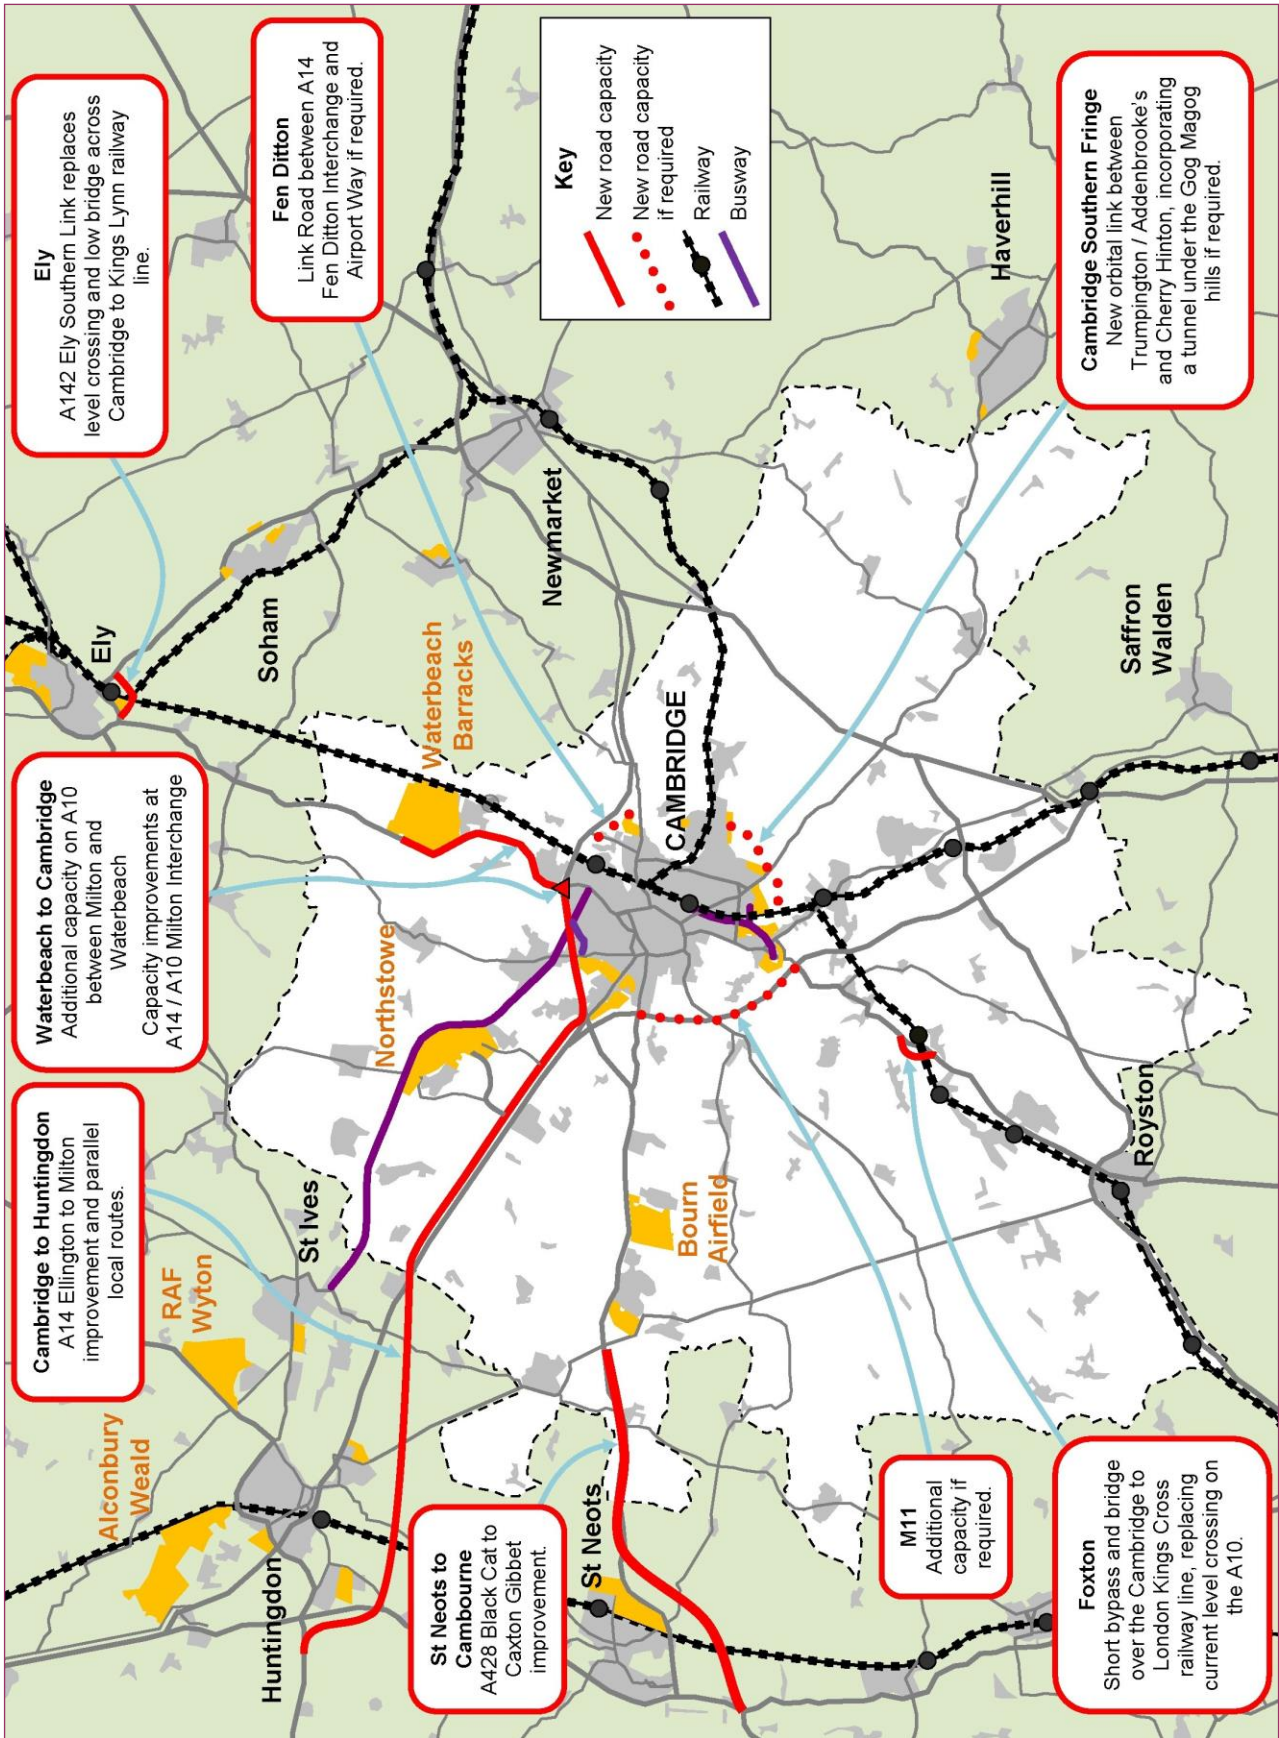 Cambridge to Huntingdon
A14 Ellington to Milton
improvement and parallel
local routes.
Waterbeach to Cambridge
Additional capacity on A10
between Milton and
Waterbeach
Capacity improvements at
A14 / A10 Milton Interchange
Ely
A142 Ely Southern Link replaces
level crossing and low bridge across
Cambridge to Kings Lynn railway
line.
Fen Ditton
Link Road between A14
Fen Ditton Interchange and
Airport Way if required.
Key
New road capacity
New road capacity
if required
Railway
Busway
Alconbury
Weald
RAF
Wyton
Huntingdon
St Ives
Northstowe
Waterbeach
Barracks
Ely
Soham
Newmarket
CAMBRIDGE
St Neots to
Cambourne
A428 Black Cat to
Caxton Gibbet
improvement.
St Neots
Bourn
Airfield
M11
Additional
capacity if
required.
Foxton
Short bypass and bridge
over the Cambridge to
London Kings Cross
railway line, replacing
current level crossing on
the A10.
Royston
Saffron
Walden
Haverhill
Cambridge Southern Fringe
New orbital link between
Trumpington / Addenbrooke's
and Cherry Hinton, incorporating
a tunnel under the Gog Magog
hills if required.